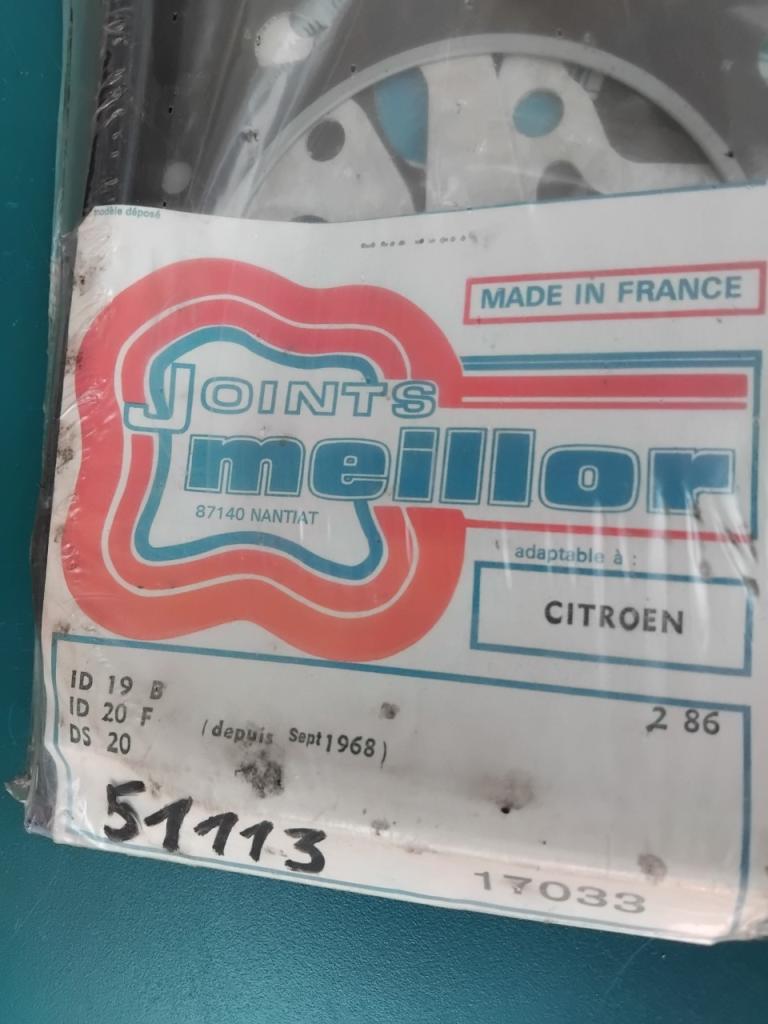 modèle déposé
MADE IN FRANCE
JOINTS
meillor
87140 NANTIAT
adaptable à :
CITROEN
ID 19 B
ID 20 F
DS 20
(depuis Sept 1968)
2 86
51113
17033